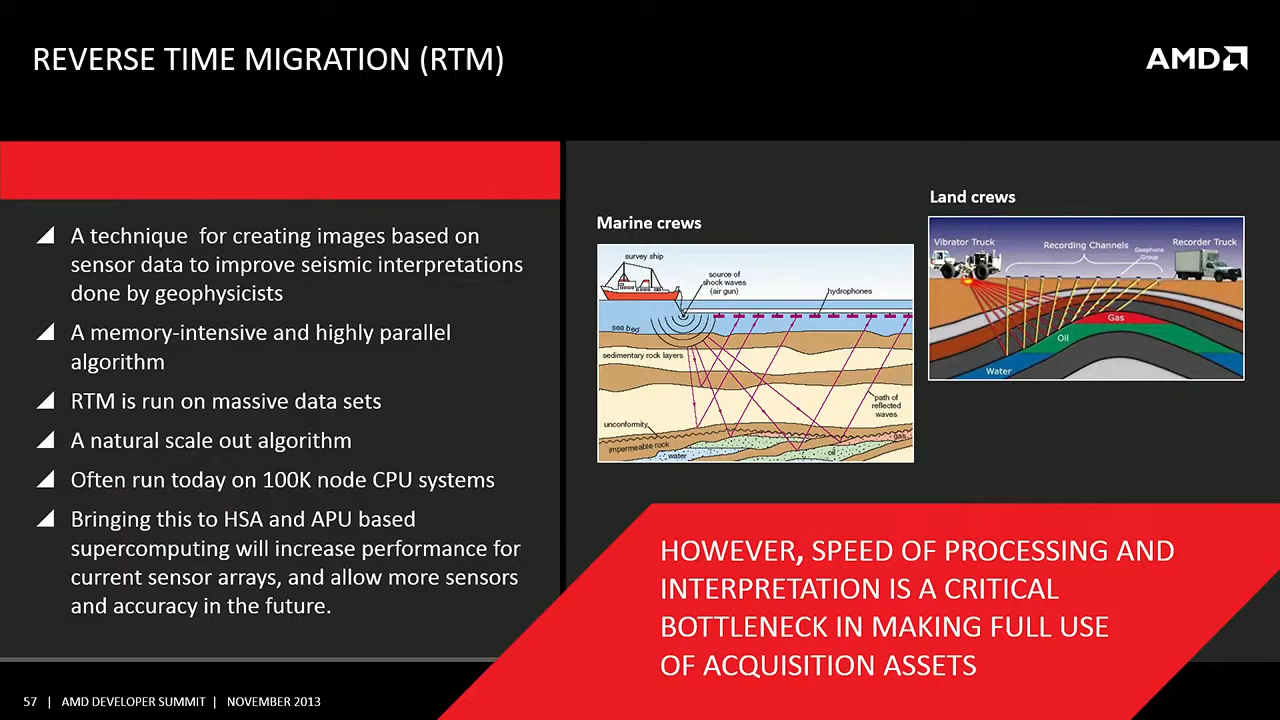 REVERSE TIME MIGRATION (RTM)
AMD
A technique for creating images based on
sensor data to improve seismic interpretations
done by geophysicists
A memory-intensive and highly parallel
algorithm
RTM is run on massive data sets
A natural scale out algorithm
Often run today on 100K node CPU systems
Bringing this to HSA and APU based
supercomputing will increase performance for
current sensor arrays, and allow more sensors
and accuracy in the future.
Marine crews
survey ship
source of
shock waves
(air gun)
hydrophones
sea bed
sedimentary rock layers
path of
reflected
waves
unconformity
impermeable rock
gas
water
oil
Land crews
Vibrator Truck
Recording Channels
Geophone
Group
Recorder Truck
Gas
Oil
Water
HOWEVER, SPEED OF PROCESSING AND
INTERPRETATION IS A CRITICAL
BOTTLENECK IN MAKING FULL USE
OF ACQUISITION ASSETS
57 | AMD DEVELOPER SUMMIT | NOVEMBER 2013